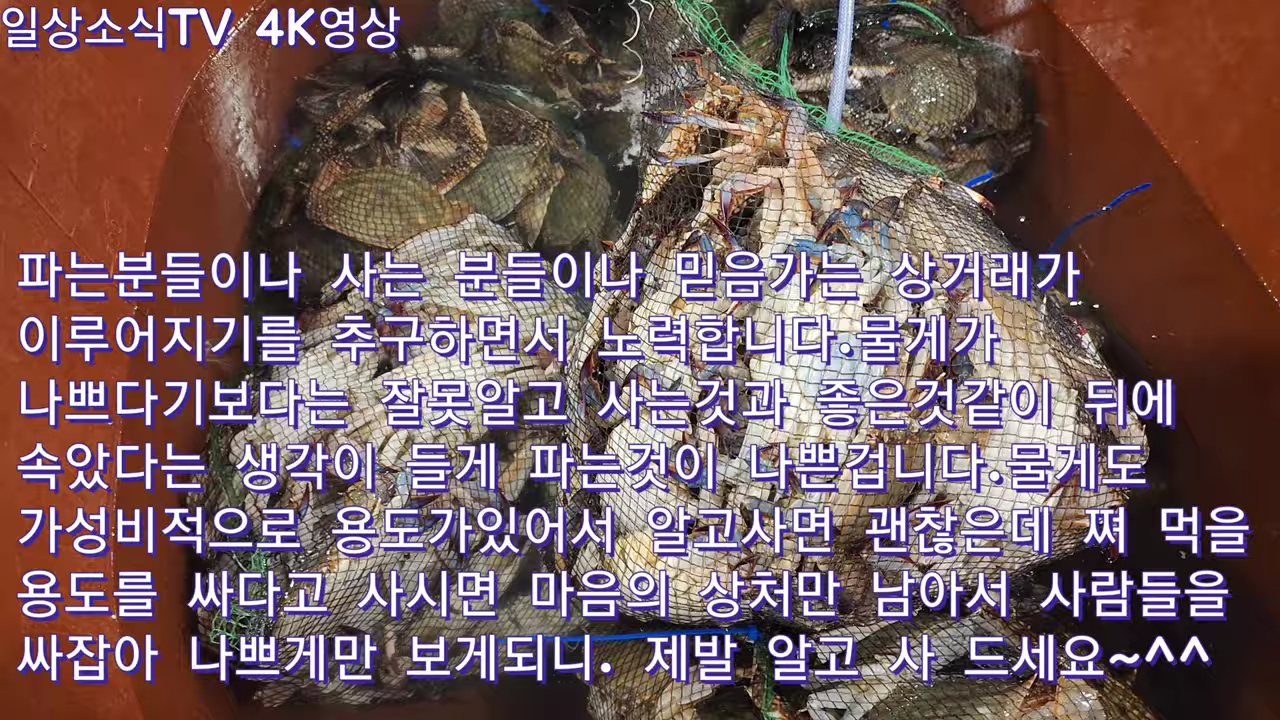 일상소식TV 4K영상
파는분들이나 사는 분들이나 믿음가는 상거래가
이루어지기를 추구하면서 노력합니다.물게가
나쁘다기보다는 잘못알고 사는것과 좋은것같이 뒤에
속았다는 생각이 들게 파는것이 나쁜겁니다.물게도
가성비적으로 용도가있어서 알고사면 괜찮은데 쪄 먹을
용도를 싸다고 사시면 마음의 상처만 남아서 사람들을
싸잡아 나쁘게만 보게되니. 제발 알고 사 드세요~^^